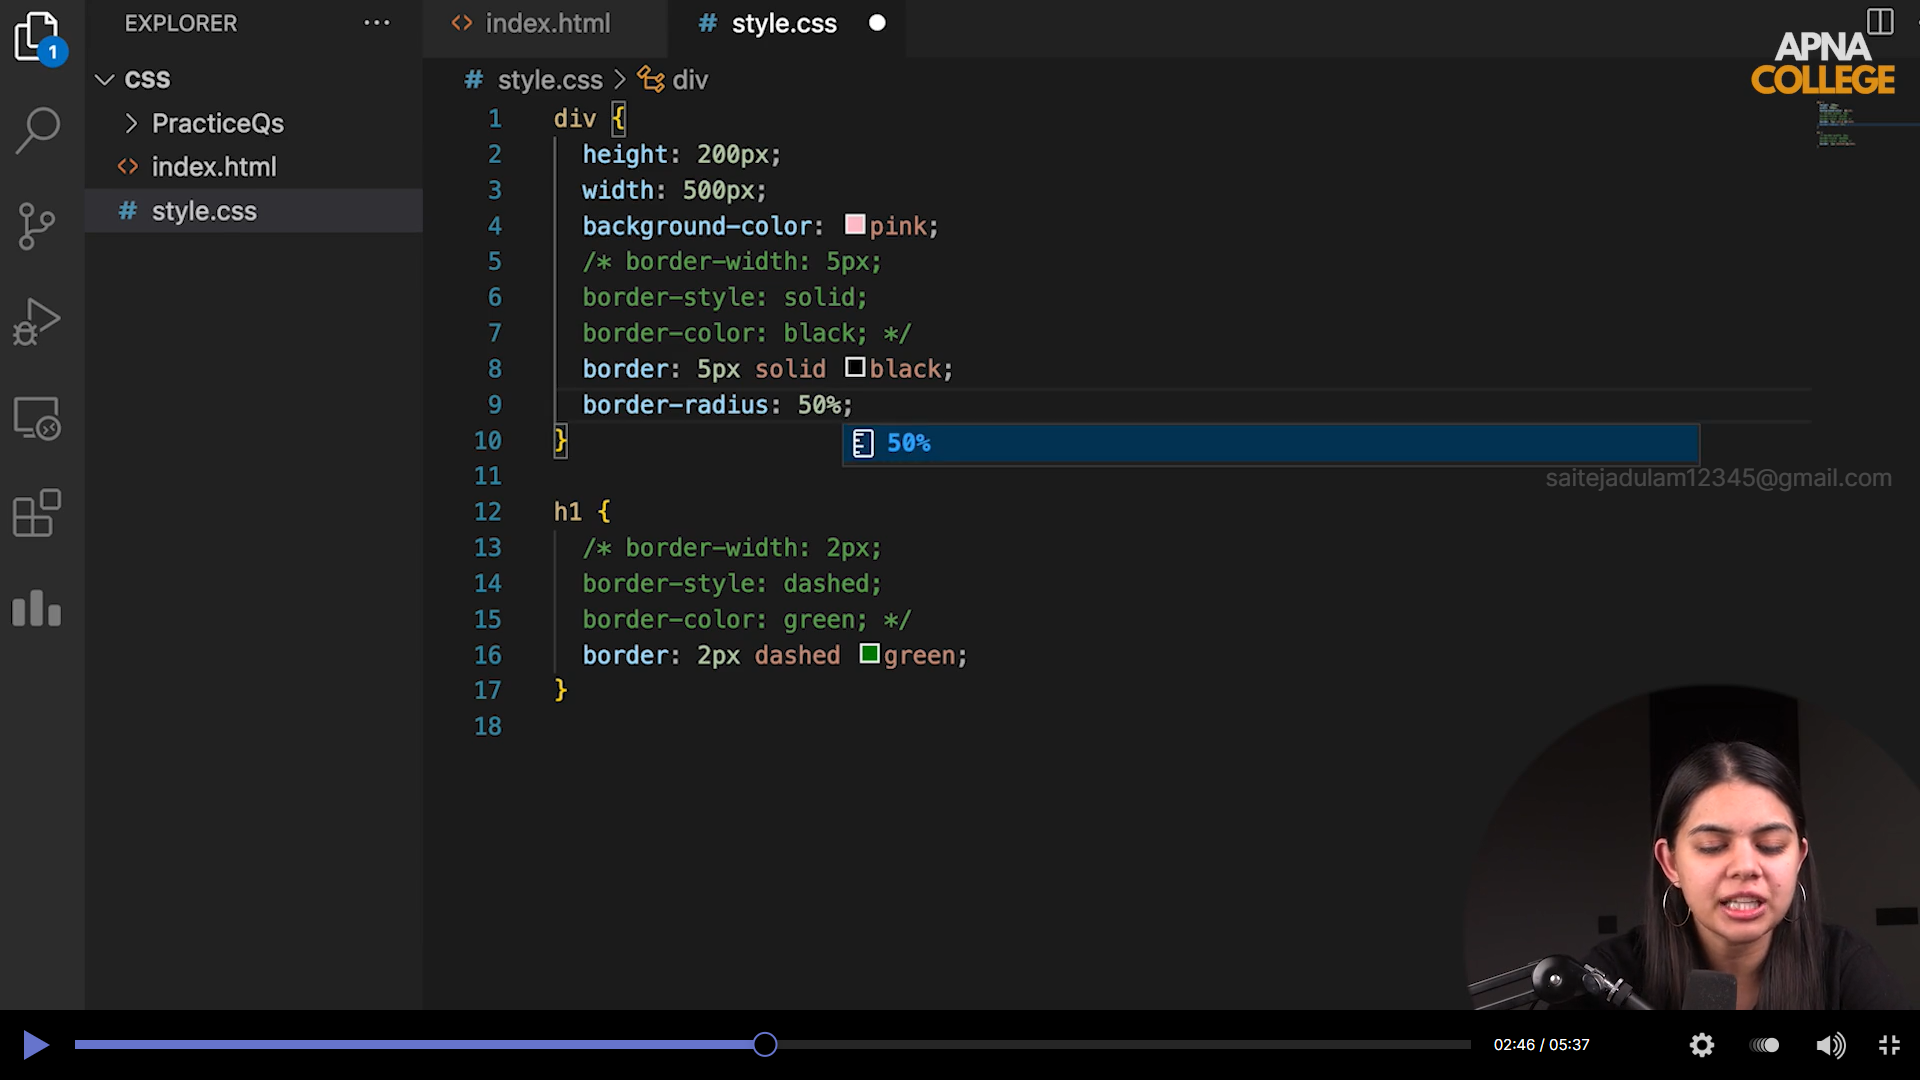 1
EXPLORER
index.html
# style.css
APNA
COLLEGE
CSS
PracticeQs
index.html
# style.css
# style.css > div
1 div {
2 height: 200px;
3 width: 500px;
4 background-color: pink;
5 /* border-width: 5px;
6 border-style: solid;
7 border-color: black; */
8 border: 5px solid black;
9 border-radius: 50%;
50%
10 }
saitejadulam12345@gmail.com
11
12 h1 {
13 /* border-width: 2px;
14 border-style: dashed;
15 border-color: green; */
16 border: 2px dashed green;
17 }
18
02:46 / 05:37